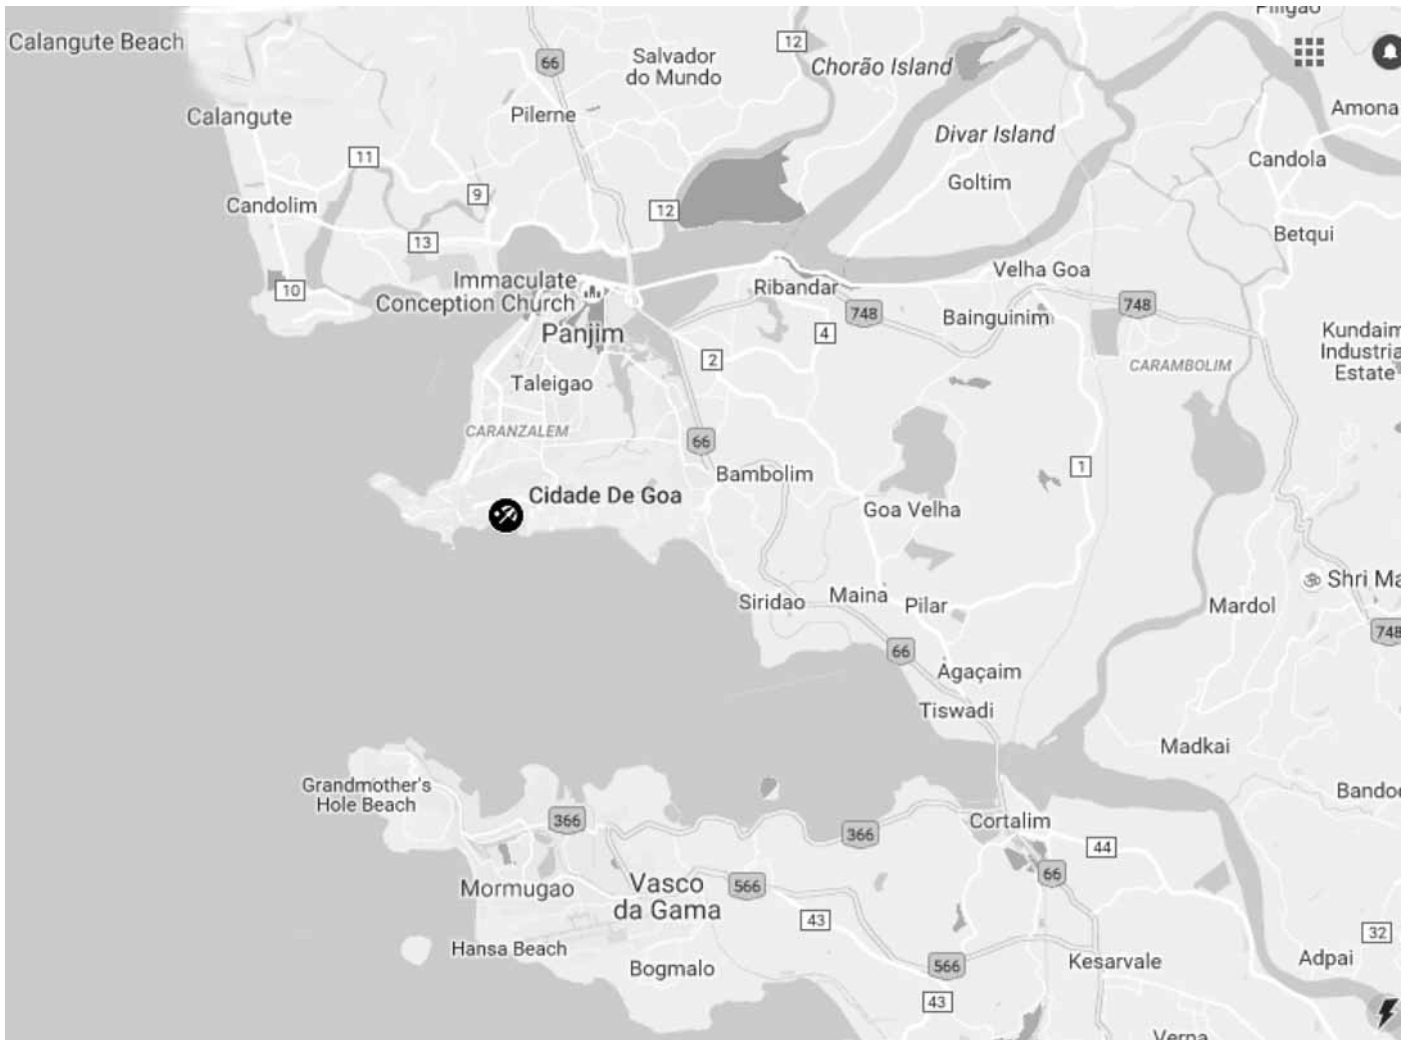 Piligao
Calangute Beach
12
66
Salvador
do Mundo
Chorão Island
Calangute
Pilerne
Amona
Divar Island
11
Candola
9
Goltim
Candolim
12
13
Betqui
Immaculate
Conception Church
Velha Goa
10
Ribandar
748
748
Bainguinim
Panjim
4
Kundaim
Industria
Estate
2
CARAMBOLIM
Taleigao
CARANZALEM
66
1
Bambolim
Cidade De Goa
Goa Velha
Shri Ma
Siridao
Maina
Pilar
Mardol
748
66
Agaçaim
Tiswadi
Madkai
Grandmother's
Hole Beach
Bandoi
366
366
Cortalim
44
66
Mormugao
Vasco
da Gama
566
43
32
Hansa Beach
Bogmalo
566
Kesarvale
Adpai
43
Verna